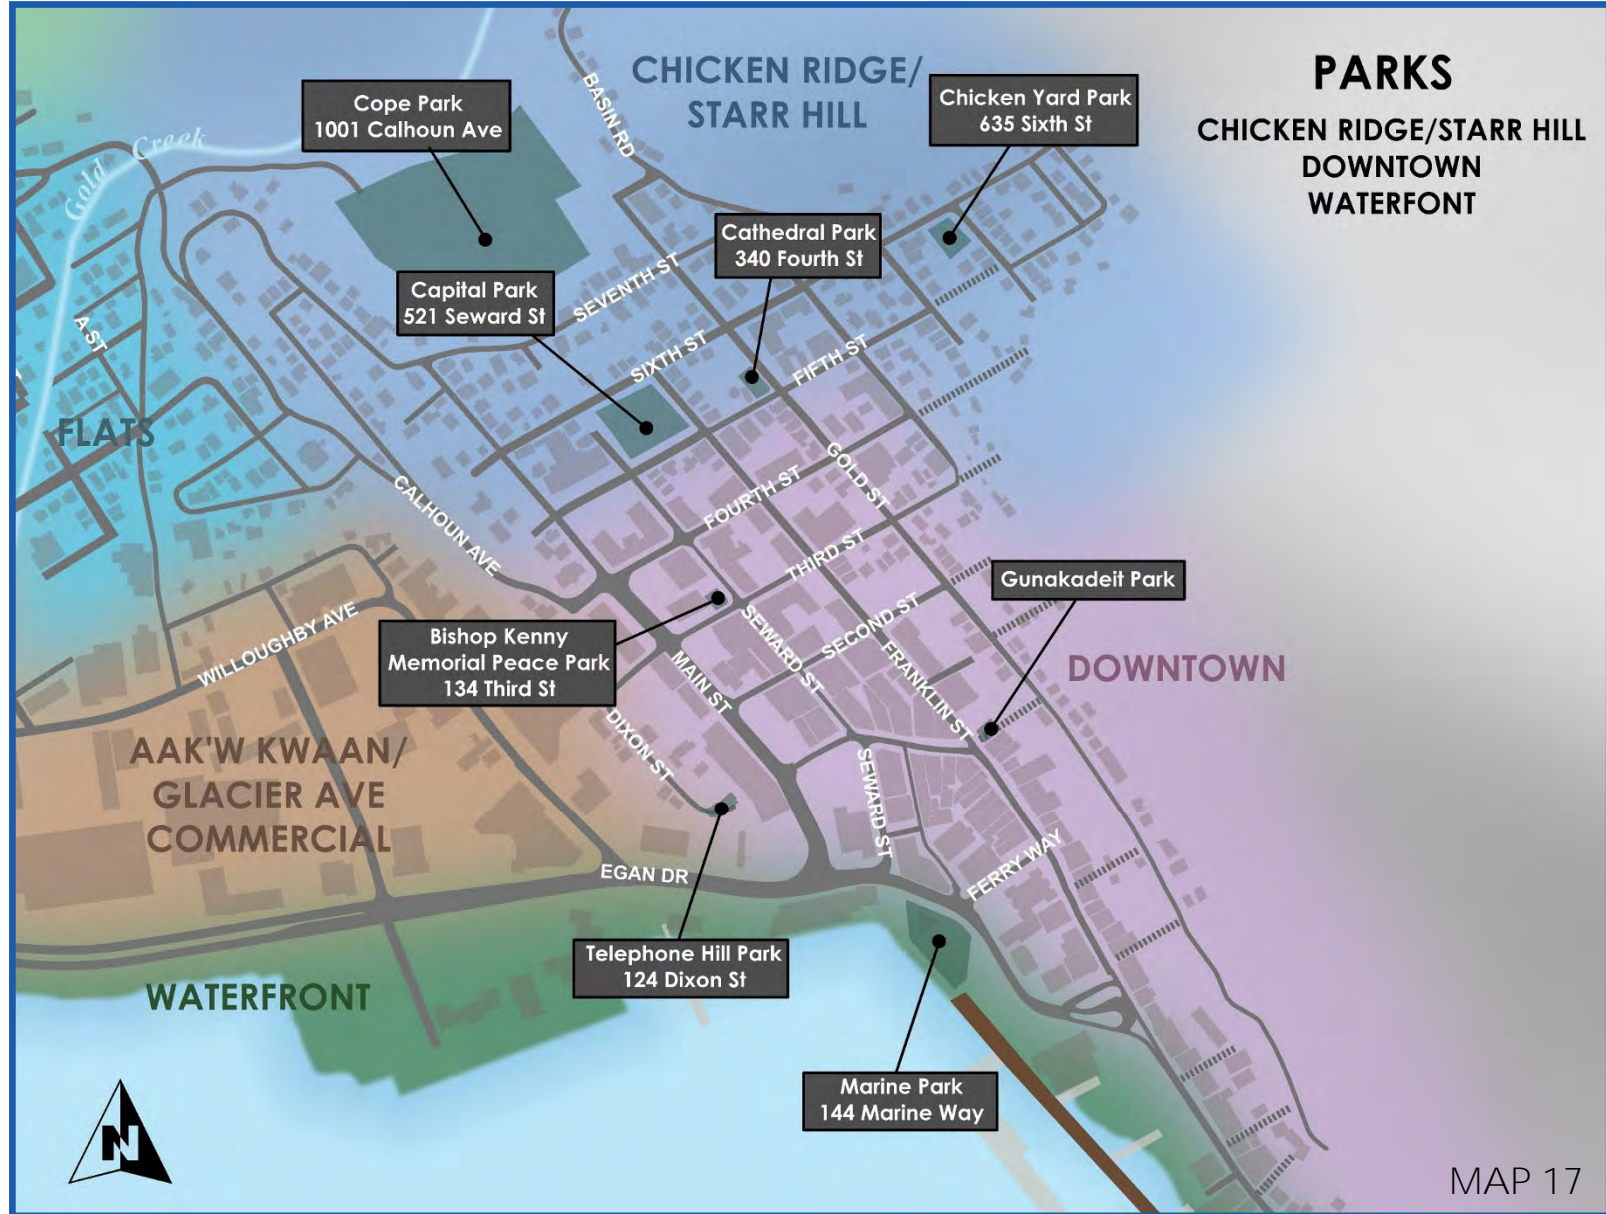 PARKS
CHICKEN RIDGE/STARR HILL
DOWNTOWN
WATERFONT
CHICKEN RIDGE/
STARR HILL
Cope Park
1001 Calhoun Ave
Chicken Yard Park
635 Sixth St
BASIN RD
Gold Creek
Cathedral Park
340 Fourth St
Capital Park
521 Seward St
SEVENTH ST
SIXTH ST
FIFTH ST
A ST
FLATS
CALHOUN AVE
FOURTH ST
GOLD ST
THIRD ST
Gunakadeit Park
WILLOUGHBY AVE
Bishop Kenny
Memorial Peace Park
134 Third St
SEWARD ST
SECOND ST
FRANKLIN ST
MAIN ST
DOWNTOWN
DIXON ST
AAK'W KWAAN/
GLACIER AVE
COMMERCIAL
SEWARD ST
FERRY WAY
EGAN DR
Telephone Hill Park
124 Dixon St
WATERFRONT
Marine Park
144 Marine Way
N
MAP 17